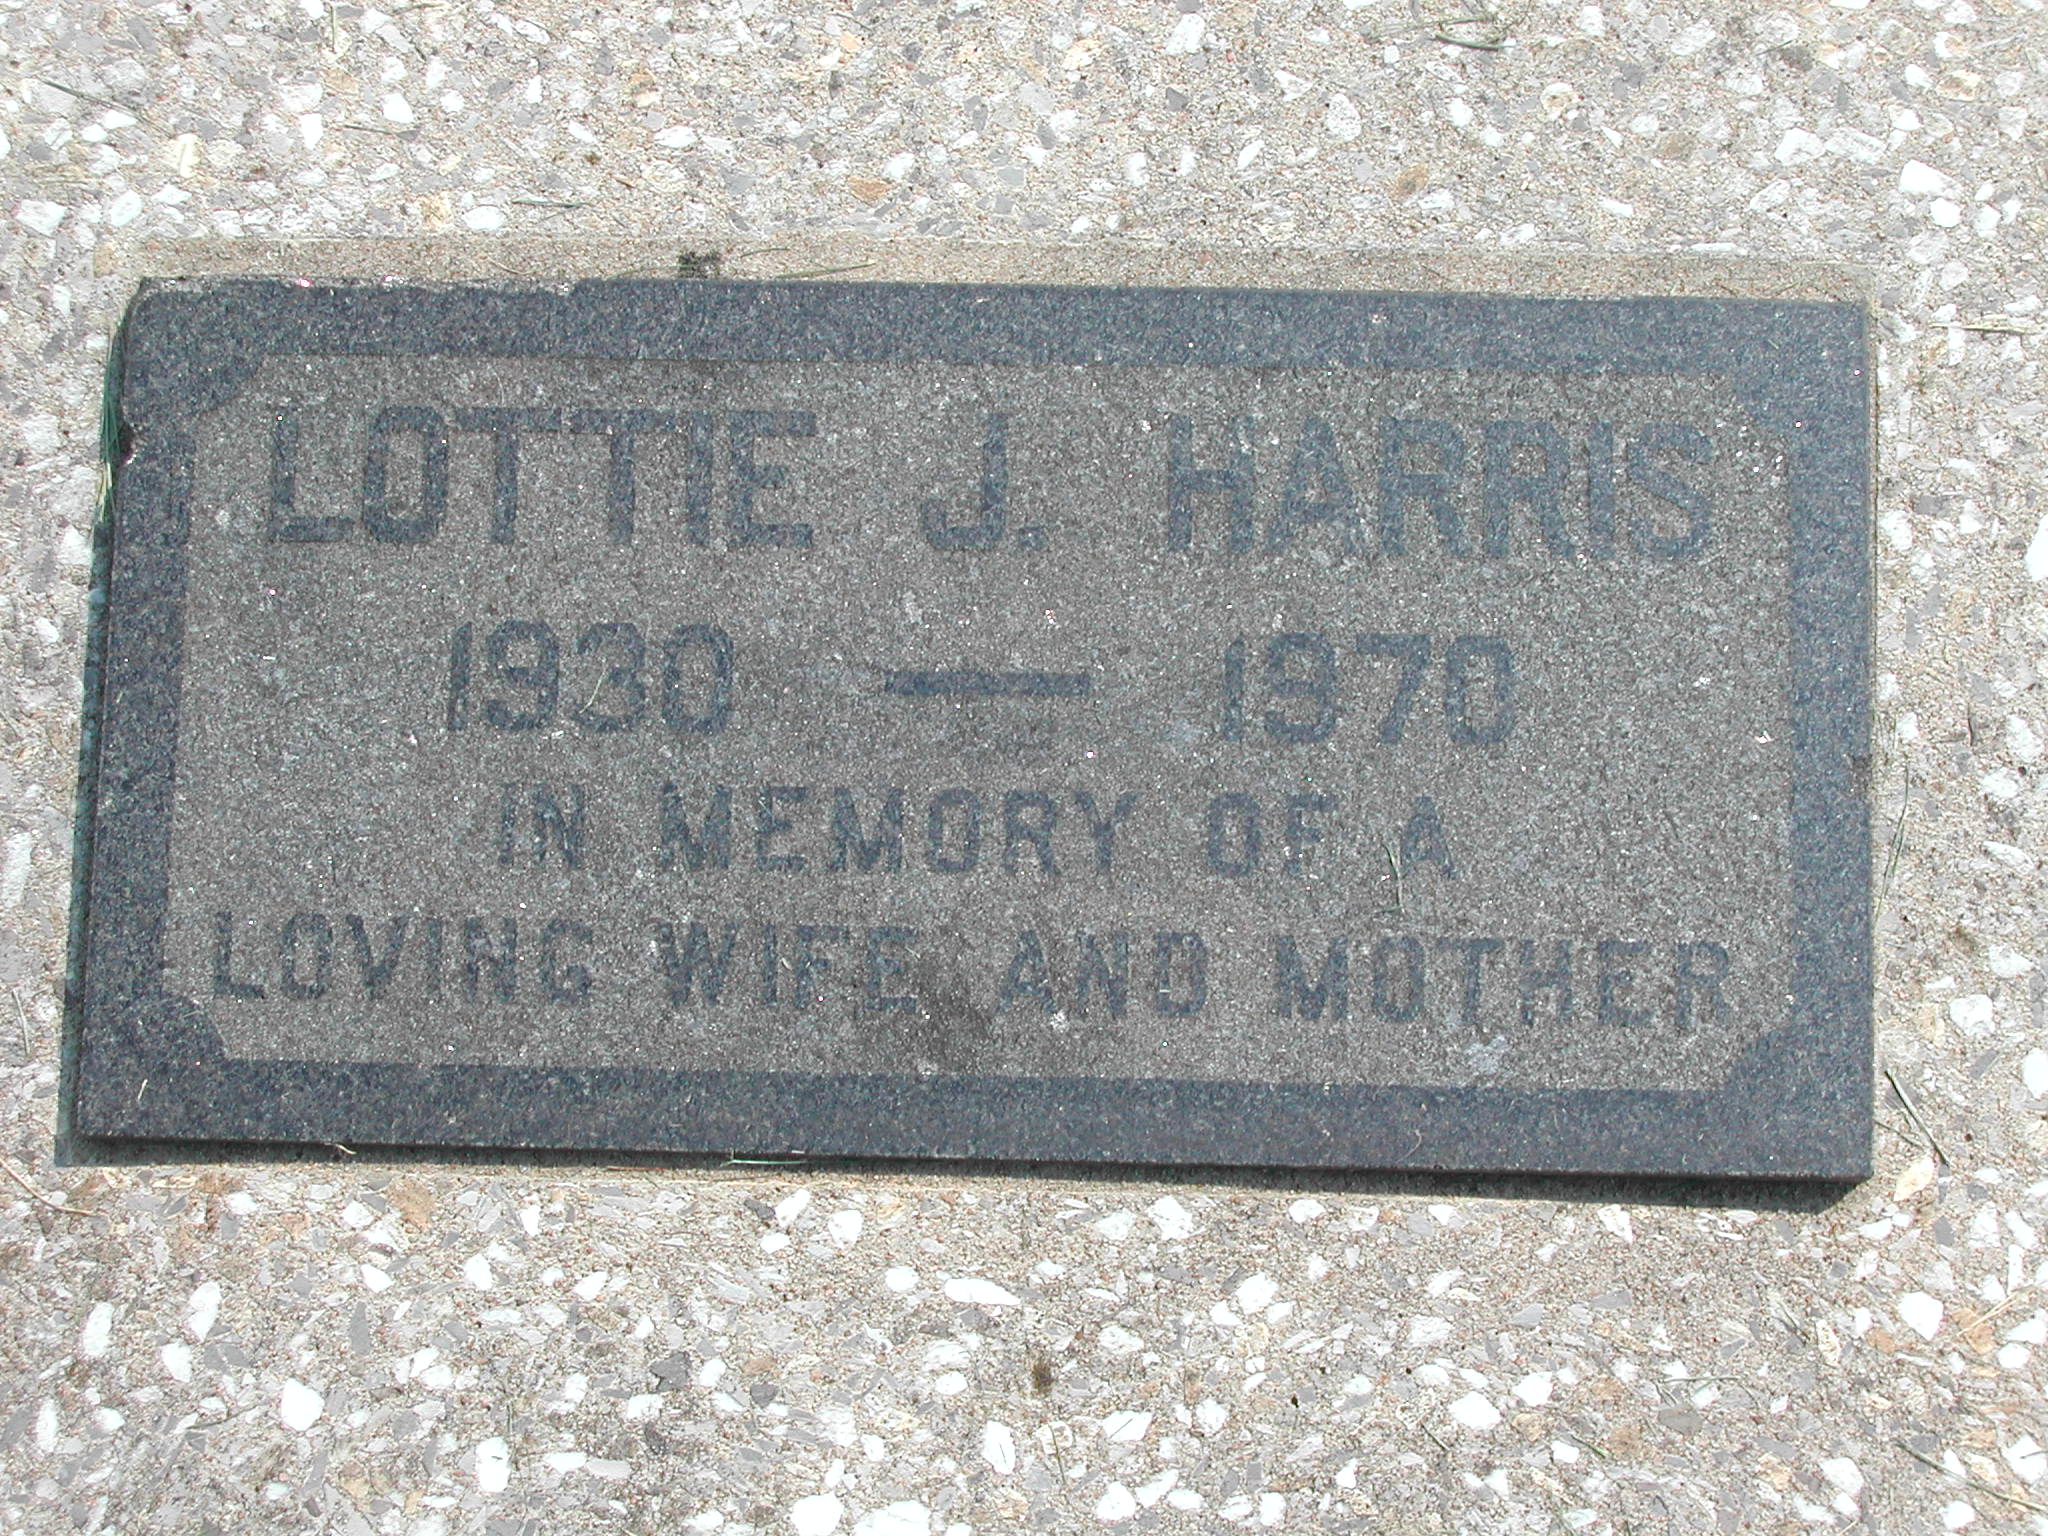 LOTTIE J. HARRIS
1930 — 1970
IN MEMORY OF A
LOVING WIFE AND MOTHER